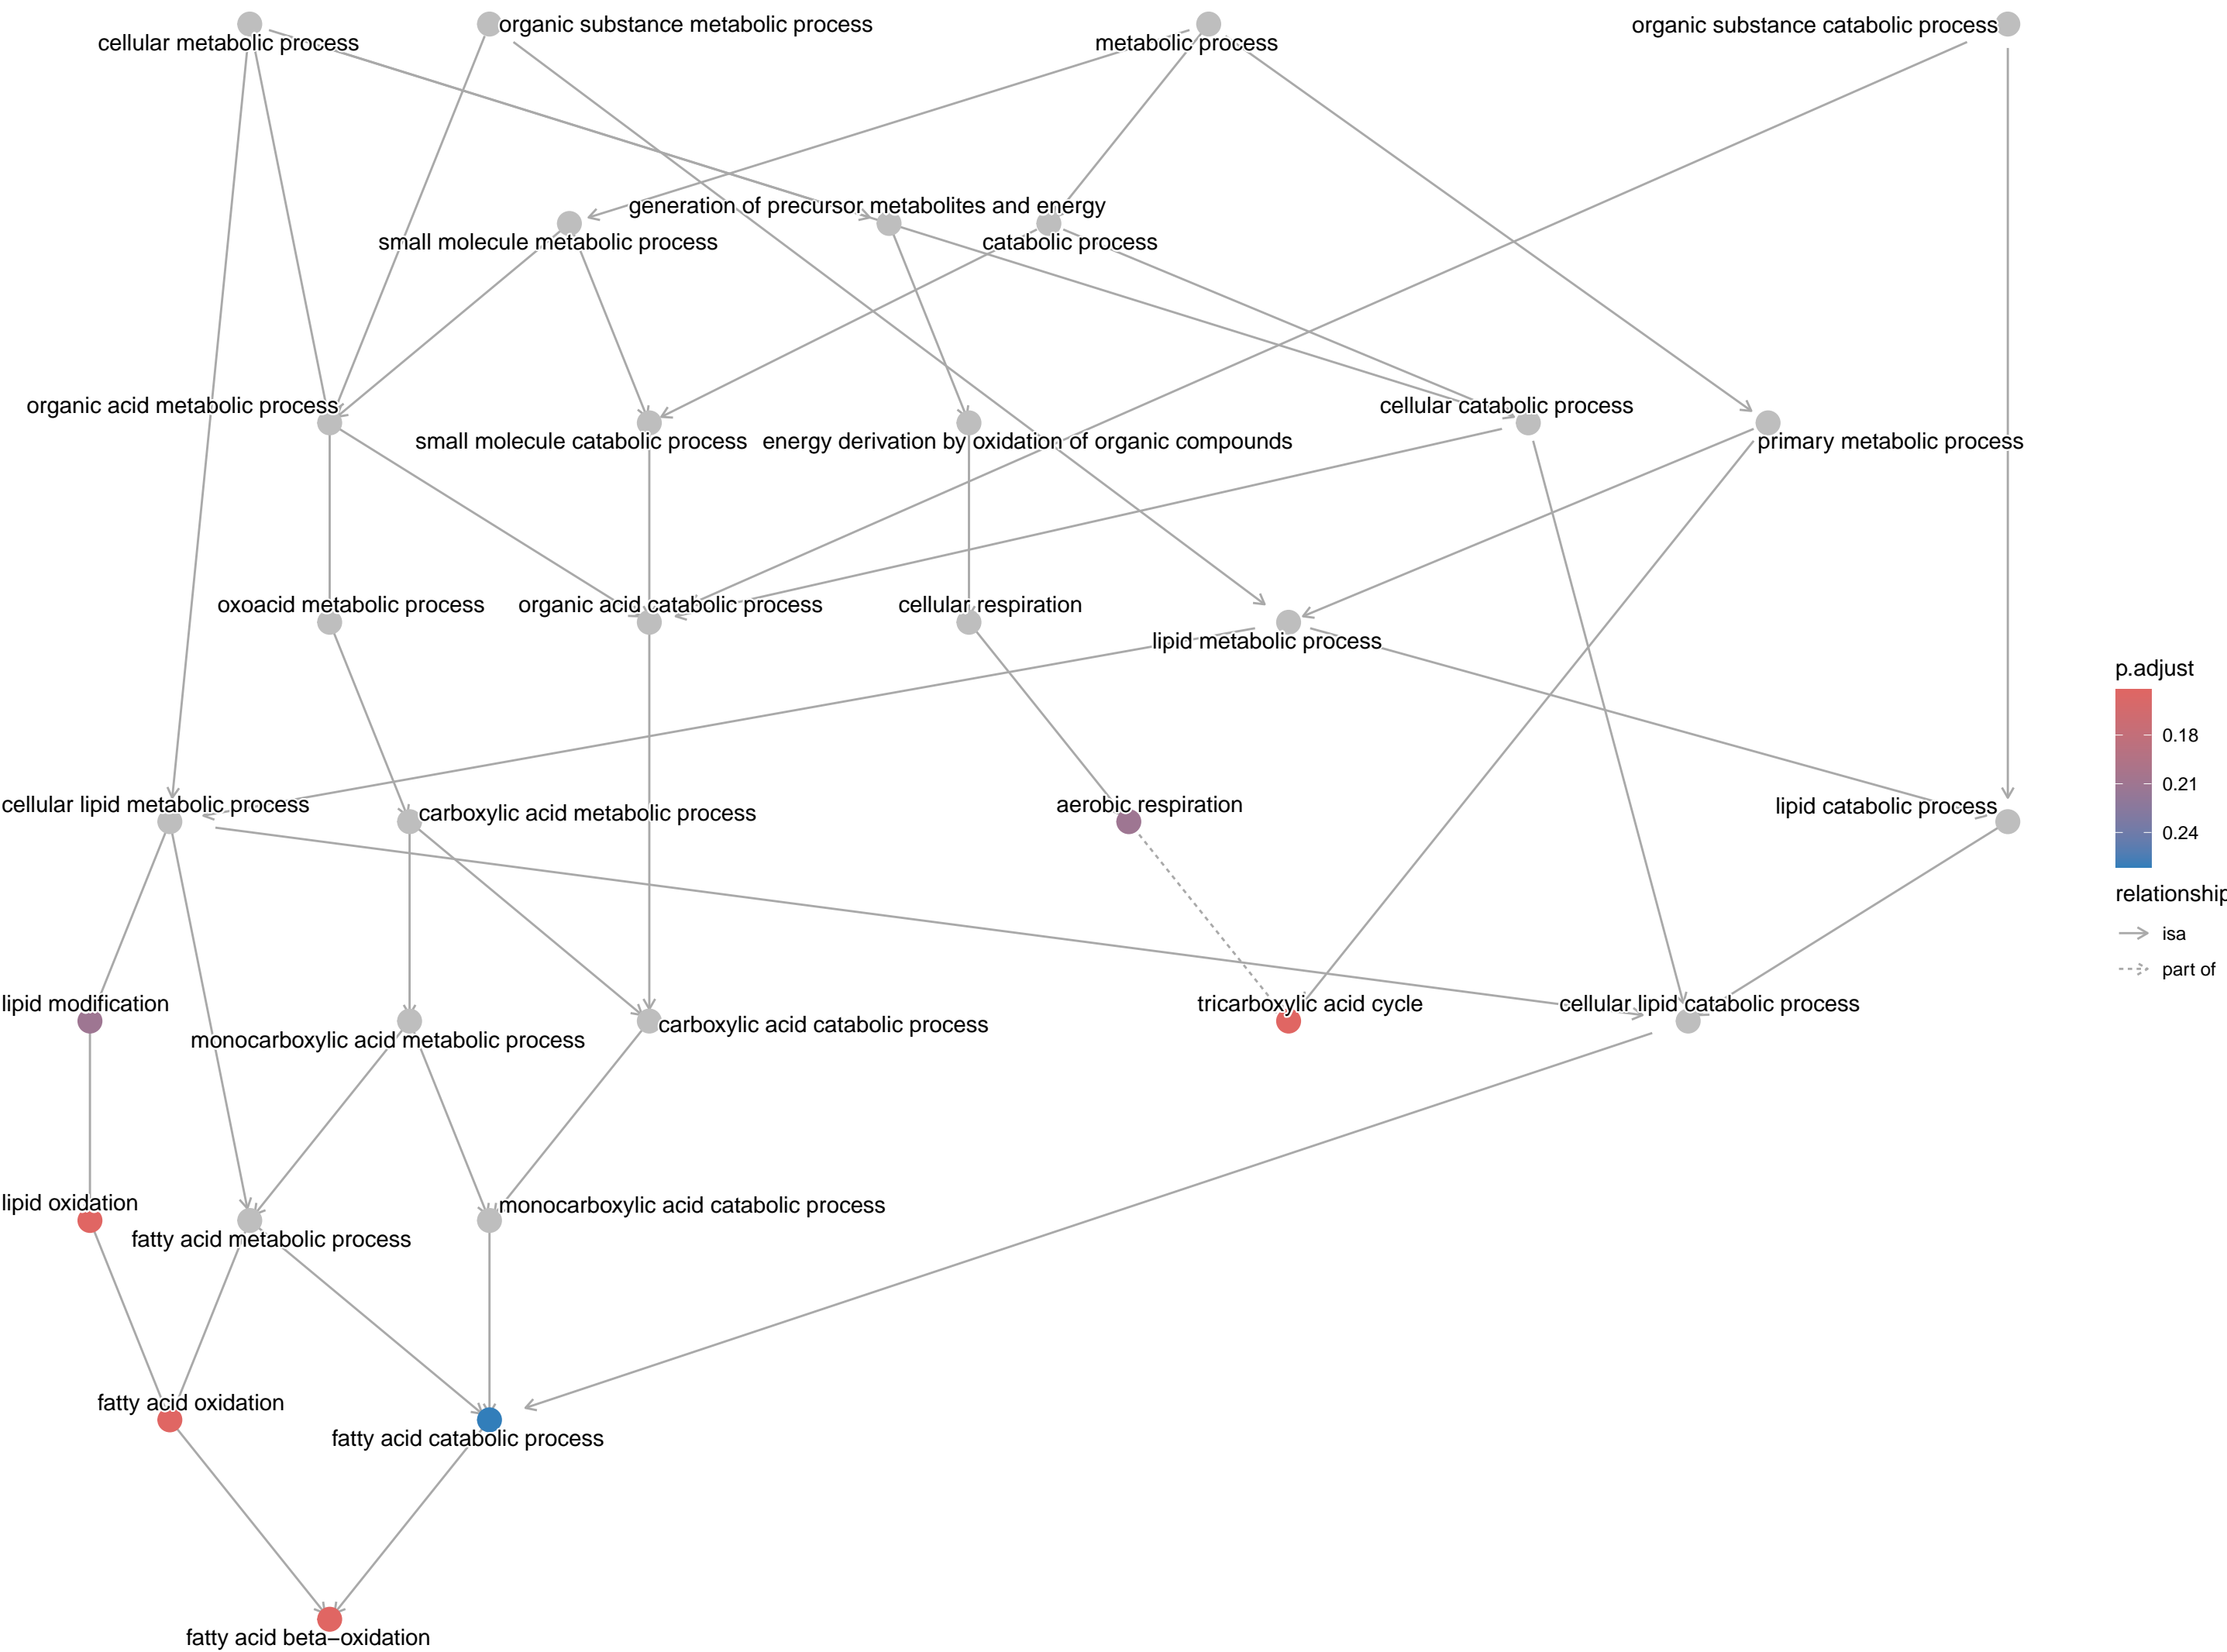 cellular metabolic process
organic substance metabolic process
metabolic process
organic substance catabolic process
generation of precursor metabolites and energy
small molecule metabolic process
catabolic process
organic acid metabolic process
cellular catabolic process
small molecule catabolic process
energy derivation by oxidation of organic compounds
primary metabolic process
oxoacid metabolic process
organic acid catabolic process
cellular respiration
lipid metabolic process
cellular lipid metabolic process
carboxylic acid metabolic process
aerobic respiration
lipid catabolic process
lipid modification
monocarboxylic acid metabolic process
carboxylic acid catabolic process
tricarboxylic acid cycle
cellular lipid catabolic process
lipid oxidation
fatty acid metabolic process
monocarboxylic acid catabolic process
fatty acid oxidation
fatty acid catabolic process
fatty acid beta−oxidation
p.adjust
0.18
0.21
0.24
relationship
isa
part of